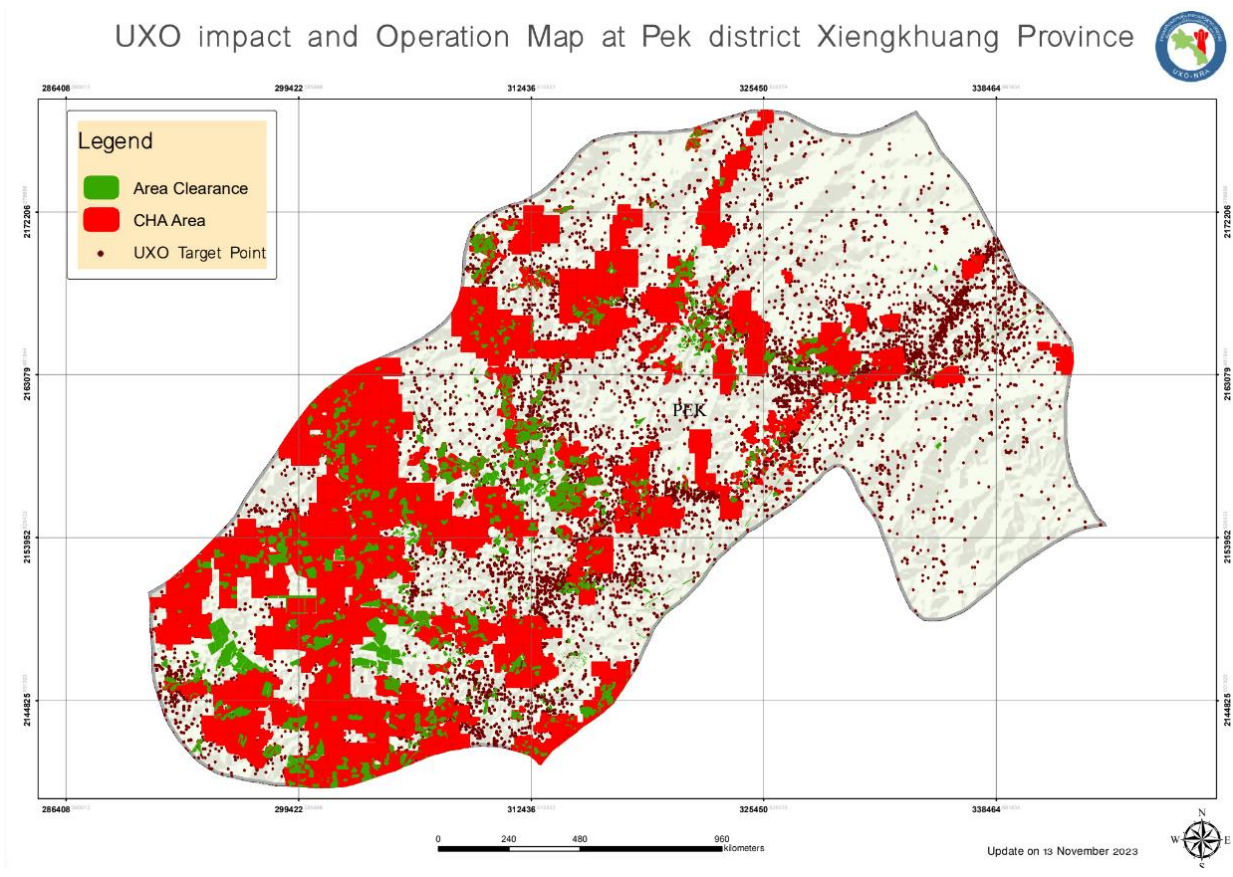 UXO impact and Operation Map at Pek district Xiengkhuang Province
UXO-NRA
286408 299422 312436 325450 338464
Legend
Area Clearance
CHA Area
UXO Target Point
2172206 2172206
2163079 2163079
PEK
2153952 2153952
2144825 2144825
286408 299422 312436 325450 338464
0 240 480 960
kilometers
Update on 13 November 2023
N
W E
S